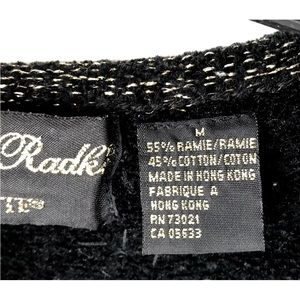 Radk
M
55% RAMIE/RAMIE
45% COTTON/COTON
MADE IN HONG KONG
FABRIQUE A
HONG KONG
RN 73021
CA 05633